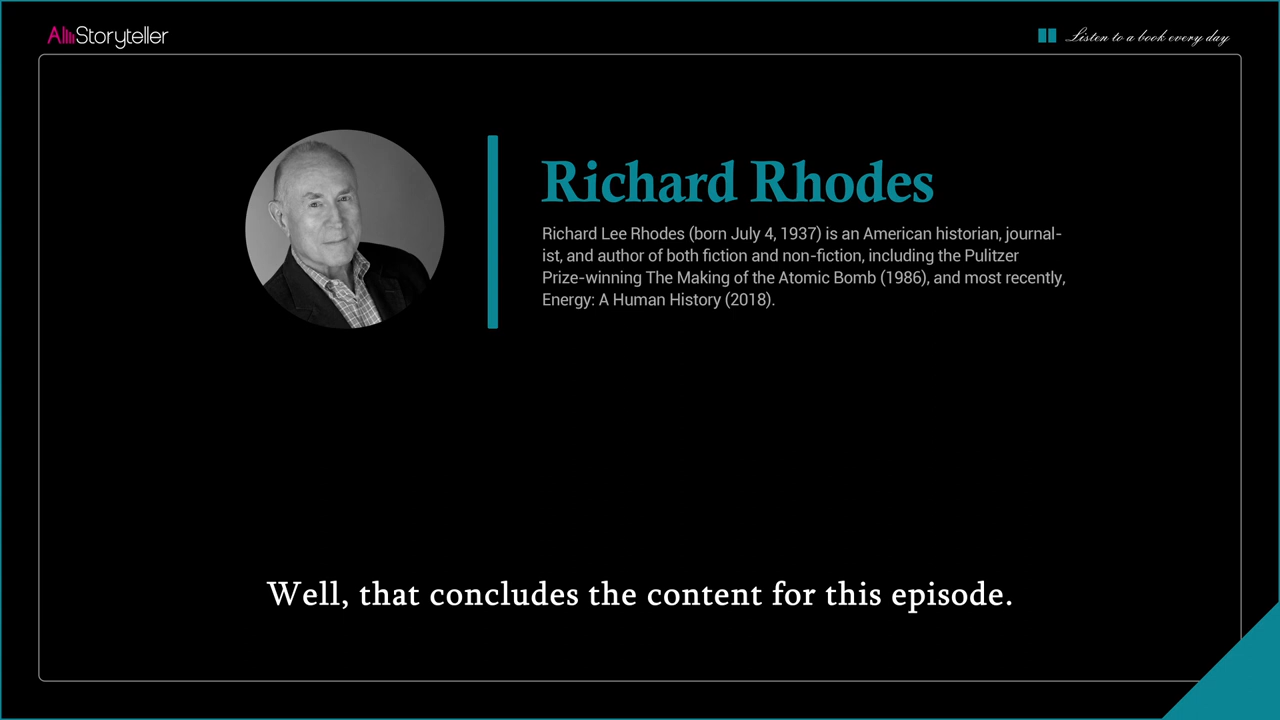 AllStoryteller
Listen to a book every day
Richard Rhodes
Richard Lee Rhodes (born July 4, 1937) is an American historian, journal-
ist, and author of both fiction and non-fiction, including the Pulitzer
Prize-winning The Making of the Atomic Bomb (1986), and most recently,
Energy: A Human History (2018).
Well, that concludes the content for this episode.